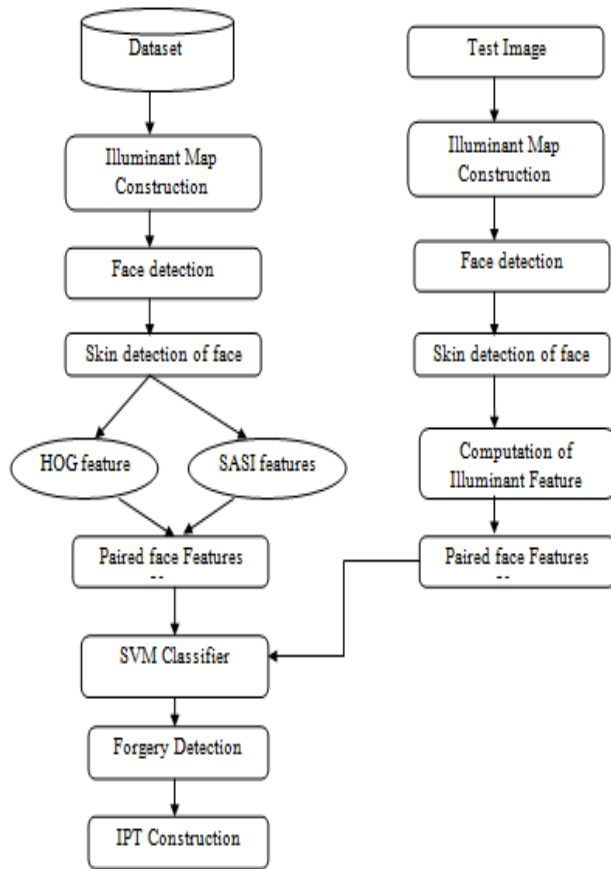 Dataset
Illuminant Map
Construction
Face detection
Skin detection of face
HOG feature
SASI features
Paired face Features
--
SVM Classifier
Forgery Detection
IPT Construction
Test Image
Illuminant Map
Construction
Face detection
Skin detection of face
Computation of
Illuminant Feature
Paired face Features
--